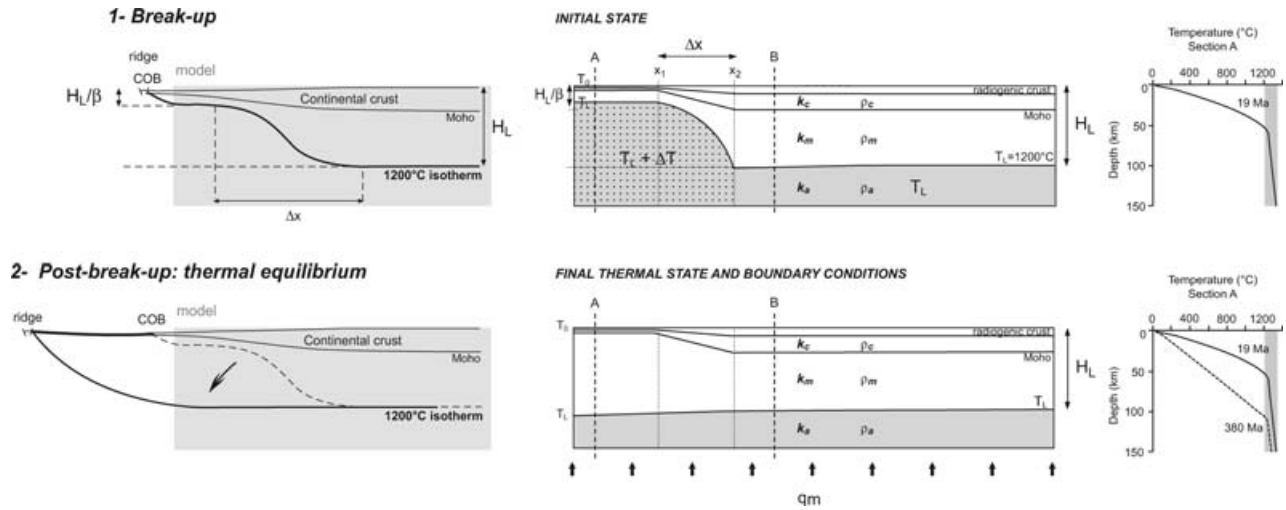 1- Break-up
ridge
COB
model
H_L/β
Continental crust
Moho
H_L
1200°C isotherm
Δx
INITIAL STATE
A
Δx
B
x₁
x₂
T₀
radiogenic crust
H_L/β
T_L
k_c ρ_c
Moho
H_L
k_m ρ_m
T_L + ΔT
T_L=1200°C
k_a ρ_a T_L
Temperature (°C)
Section A
0 400 800 1200
0
19 Ma
50
100
150
Depth (km)
2- Post-break-up: thermal equilibrium
ridge
COB
model
Continental crust
Moho
1200°C isotherm
FINAL THERMAL STATE AND BOUNDARY CONDITIONS
A
B
T₀
radiogenic crust
k_c ρ_c
Moho
H_L
k_m ρ_m
T_L
T_L
k_a ρ_a
qm
Temperature (°C)
Section A
0 400 800 1200
0
19 Ma
50
100
380 Ma
150
Depth (km)